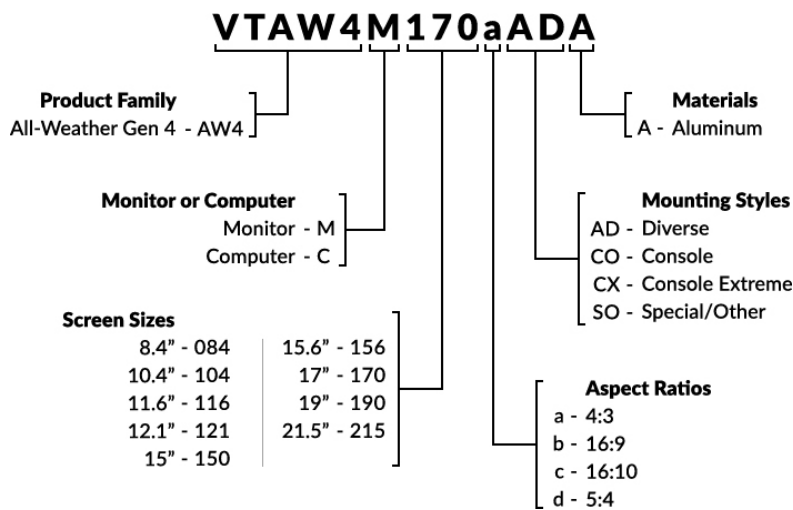 VTAW4M170aADA
Product Family
All-Weather Gen 4 - AW4
Materials
A - Aluminum
Monitor or Computer
Monitor - M
Computer - C
Mounting Styles
AD - Diverse
CO - Console
CX - Console Extreme
SO - Special/Other
Screen Sizes
8.4” - 084
10.4” - 104
11.6” - 116
12.1” - 121
15” - 150
15.6” - 156
17” - 170
19” - 190
21.5” - 215
Aspect Ratios
a - 4:3
b - 16:9
c - 16:10
d - 5:4